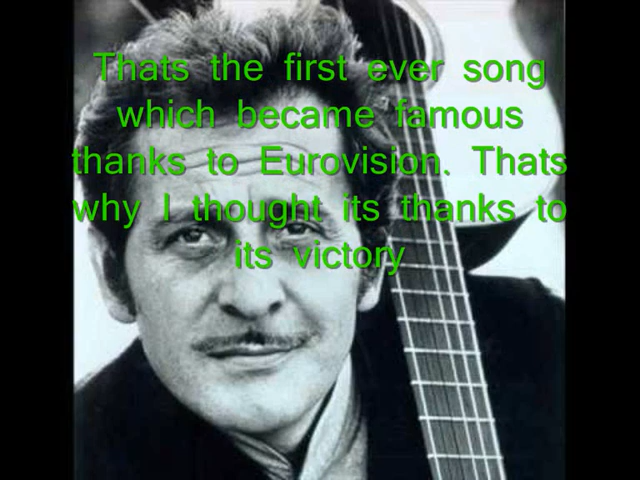 Thats the first ever song
which became famous
thanks to Eurovision. Thats
why I thought its thanks to
its victory